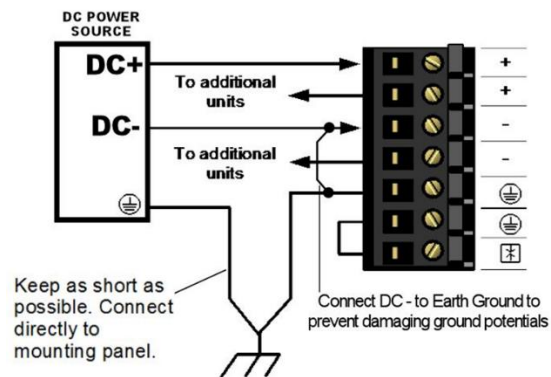 DC POWER
SOURCE
DC+
To additional
units
DC-
To additional
units
+
+
-
-
Keep as short as
possible. Connect
directly to
mounting panel.
Connect DC - to Earth Ground to
prevent damaging ground potentials